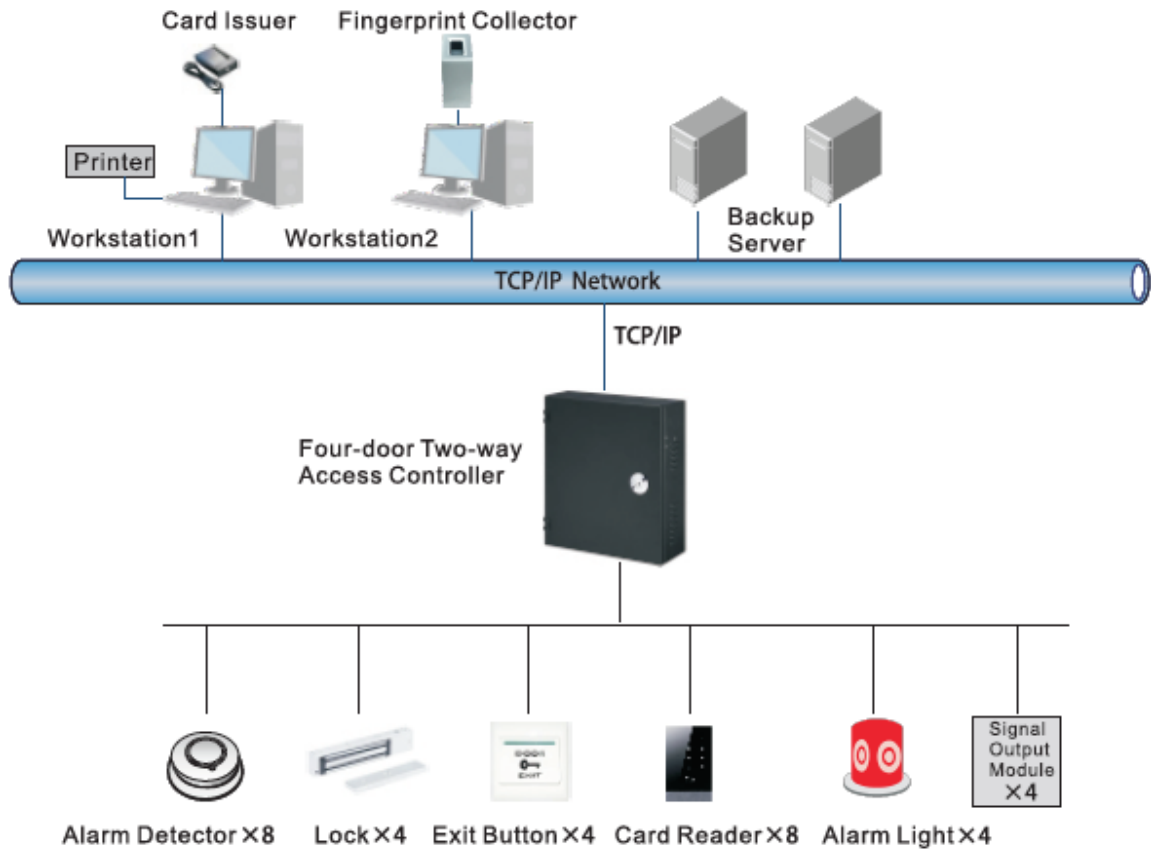 Card Issuer
Fingerprint Collector
Printer
Workstation1
Workstation2
Backup
Server
TCP/IP Network
TCP/IP
Four-door Two-way
Access Controller
EXIT
Signal
Output
Module
×4
Alarm Detector×8
Lock×4
Exit Button×4
Card Reader×8
Alarm Light×4